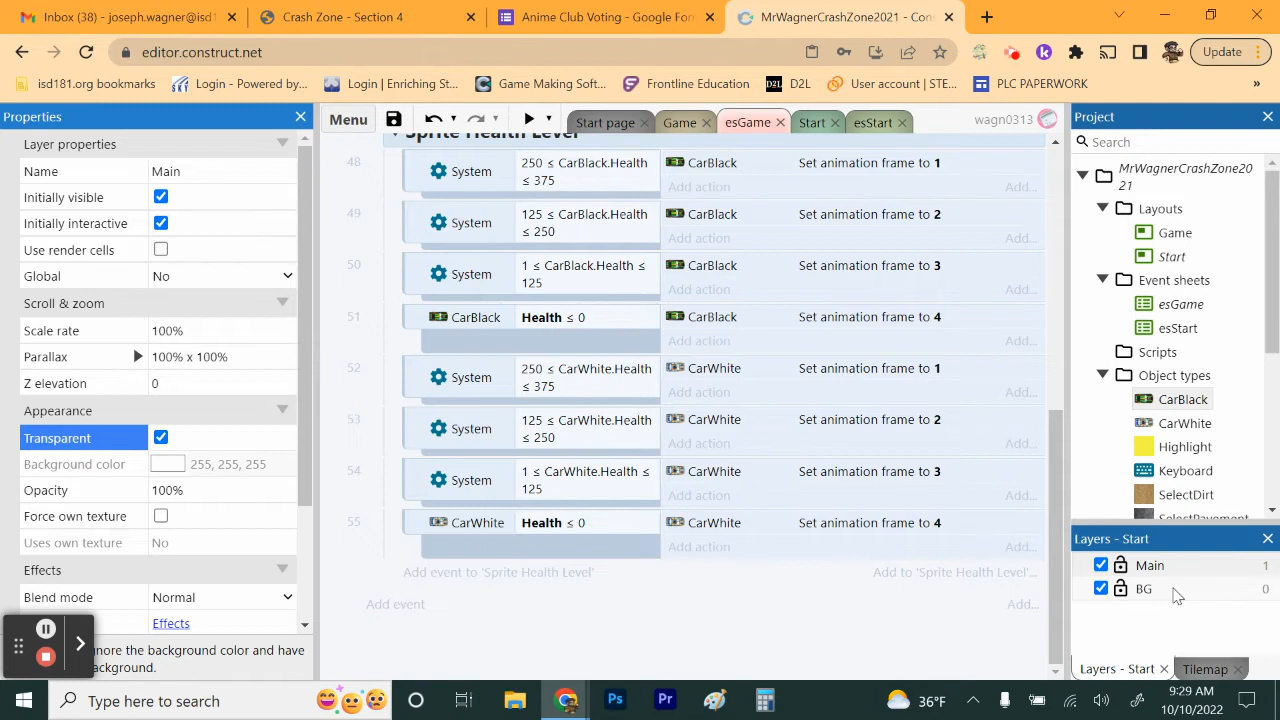 Inbox (38) - joseph.wagner@isd1
Crash Zone - Section 4
Anime Club Voting - Google For
MrWagnerCrashZone2021 - Con
editor.construct.net
Update
isd181.org bookmarks
Login - Powered by...
Login | Enriching St...
Game Making Soft...
Frontline Education
D2L
D2L
User account | STE...
PLC PAPERWORK
»
Properties
Menu
Start page
Game
esGame
Start
esStart
wagn0313
Project
Layer properties
Name Main
Initially visible
Initially interactive
Use render cells
Global No
Scroll & zoom
Scale rate 100%
Parallax 100% x 100%
Z elevation 0
Appearance
Transparent
Background color 255, 255, 255
Opacity 100%
Force own texture
Uses own texture No
Effects
Blend mode Normal
Effects
nore the background color and have
background.
Sprite Health Level
48 System 250 ≤ CarBlack.Health ≤ 375 CarBlack Set animation frame to 1
Add action Add...
49 System 125 ≤ CarBlack.Health ≤ 250 CarBlack Set animation frame to 2
Add action Add...
50 System 1 ≤ CarBlack.Health ≤ 125 CarBlack Set animation frame to 3
Add action Add...
51 CarBlack Health ≤ 0 CarBlack Set animation frame to 4
Add action Add...
52 System 250 ≤ CarWhite.Health ≤ 375 CarWhite Set animation frame to 1
Add action Add...
53 System 125 ≤ CarWhite.Health ≤ 250 CarWhite Set animation frame to 2
Add action Add...
54 System 1 ≤ CarWhite.Health ≤ 125 CarWhite Set animation frame to 3
Add action Add...
55 CarWhite Health ≤ 0 CarWhite Set animation frame to 4
Add action Add...
Add event to 'Sprite Health Level' Add to 'Sprite Health Level'...
Add event Add...
Search
MrWagnerCrashZone2021
Layouts
Game
Start
Event sheets
esGame
esStart
Scripts
Object types
CarBlack
CarWhite
Highlight
Keyboard
SelectDirt
SelectPavement
Layers - Start
Main 1
BG 0
Layers - Start
Tilemap
Type here to search
Ps
Pr
36°F
9:29 AM
10/10/2022